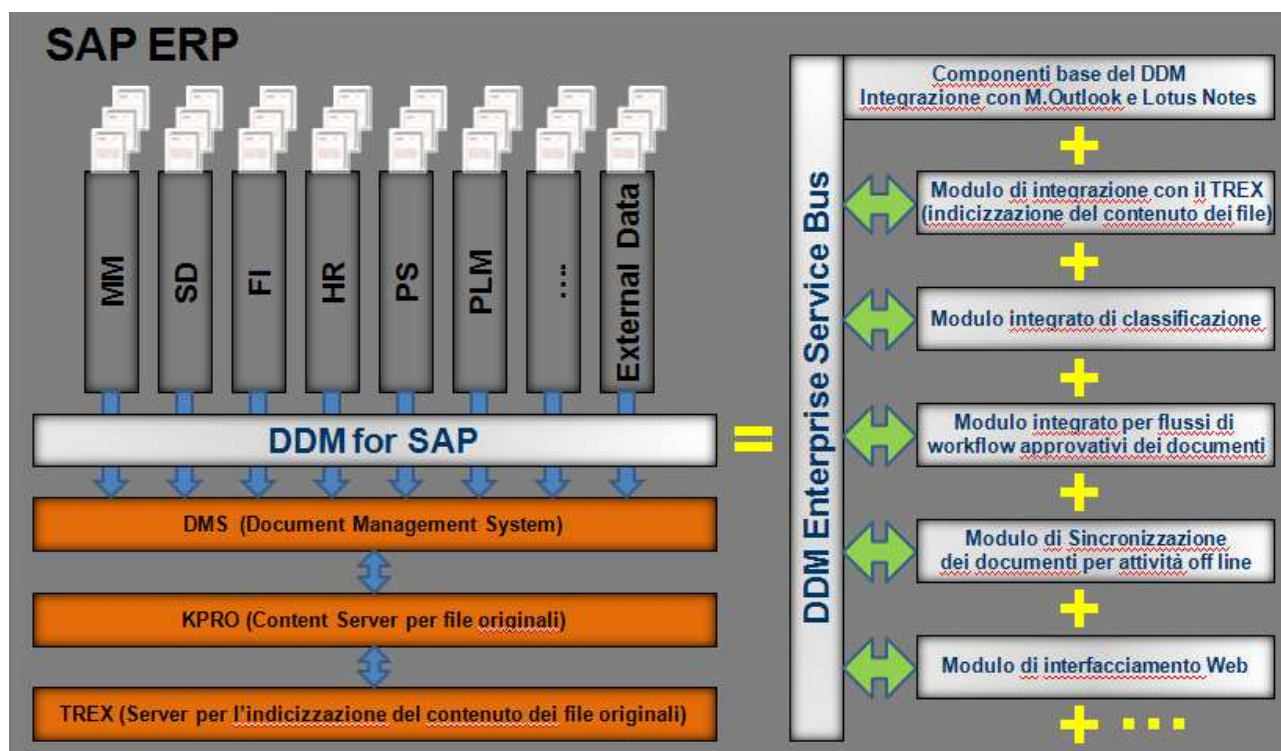 SAP ERP
MM
SD
FI
HR
PS
PLM
....
External Data
DDM for SAP
DMS (Document Management System)
KPRO (Content Server per file originali)
TREX (Server per l'indicizzazione del contenuto dei file originali)
=
DDM Enterprise Service Bus
Componenti base del DDM
Integrazione con M.Outlook e Lotus Notes
+
Modulo di integrazione con il TREX
(indicizzazione del contenuto dei file)
+
Modulo integrato di classificazione
+
Modulo integrato per flussi di
workflow approvativi dei documenti
+
Modulo di Sincronizzazione
dei documenti per attività off line
+
Modulo di interfacciamento Web
+ ...